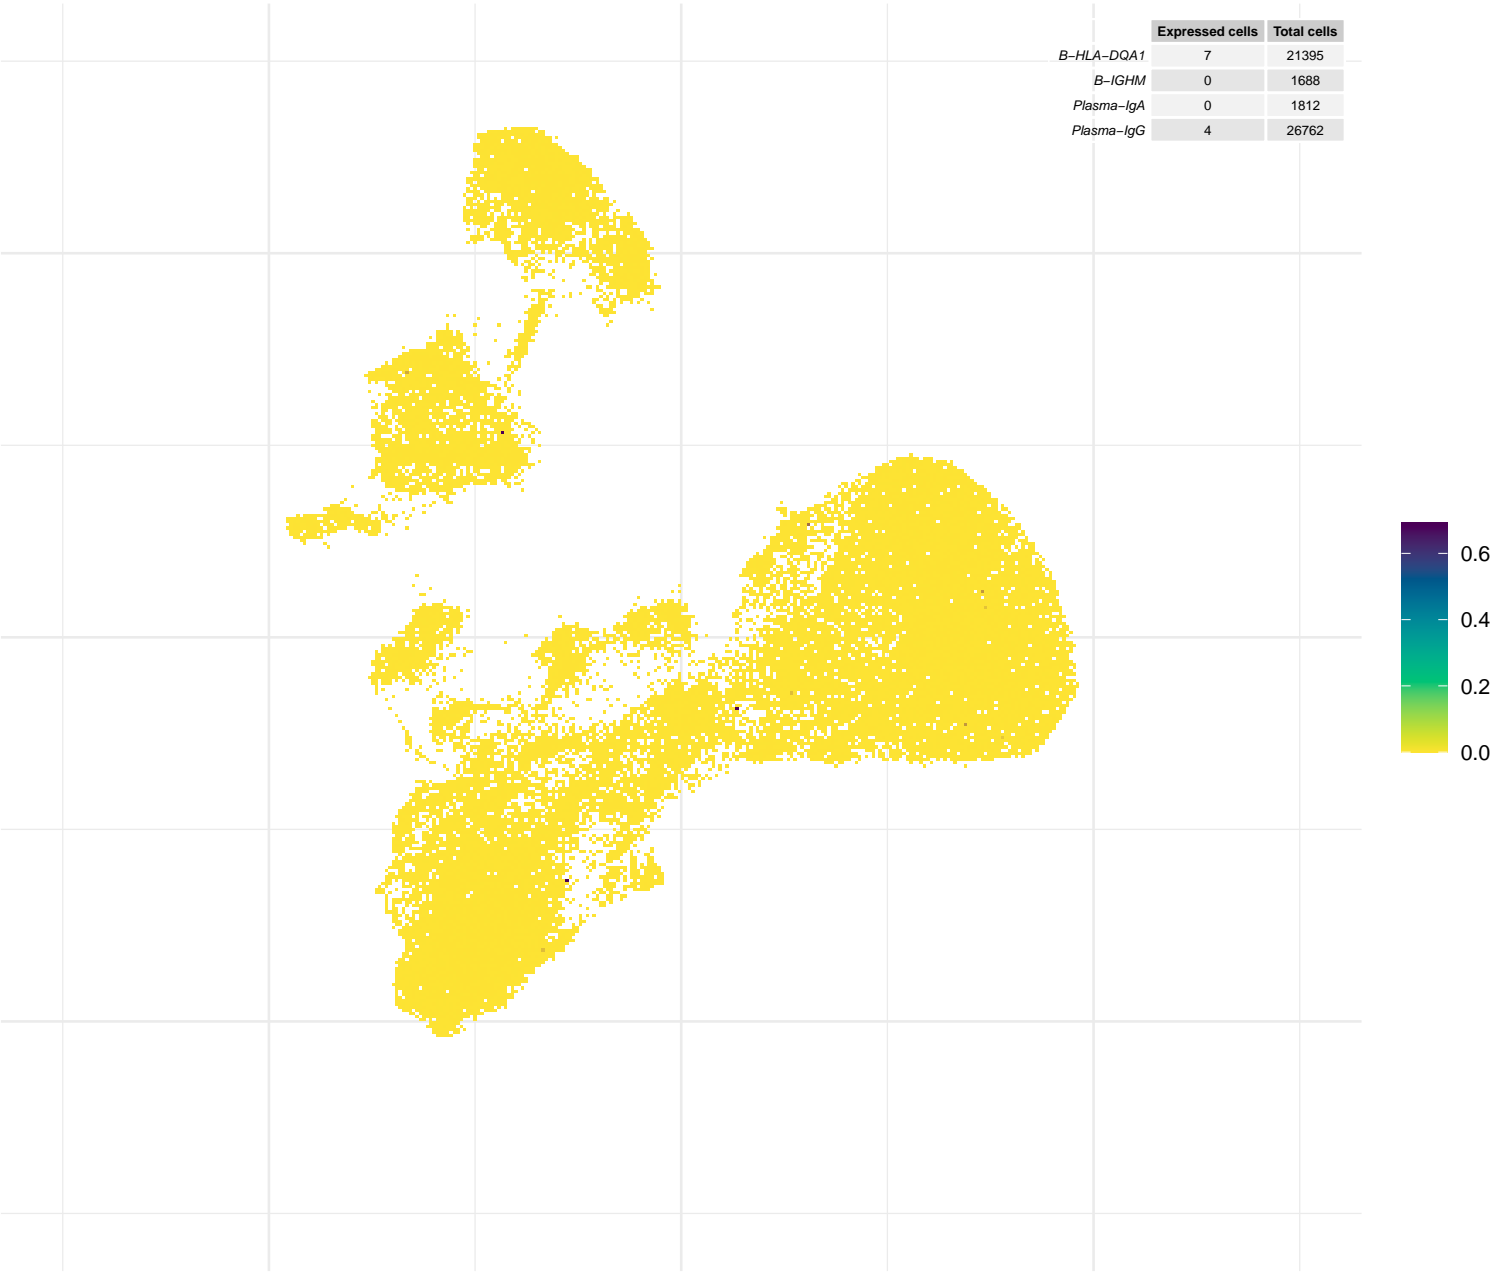 Expressed cells Total cells
B−HLA−DQA1 7 21395
B−IGHM 0 1688
Plasma−IgA 0 1812
Plasma−IgG 4 26762
0.6
0.4
0.2
0.0